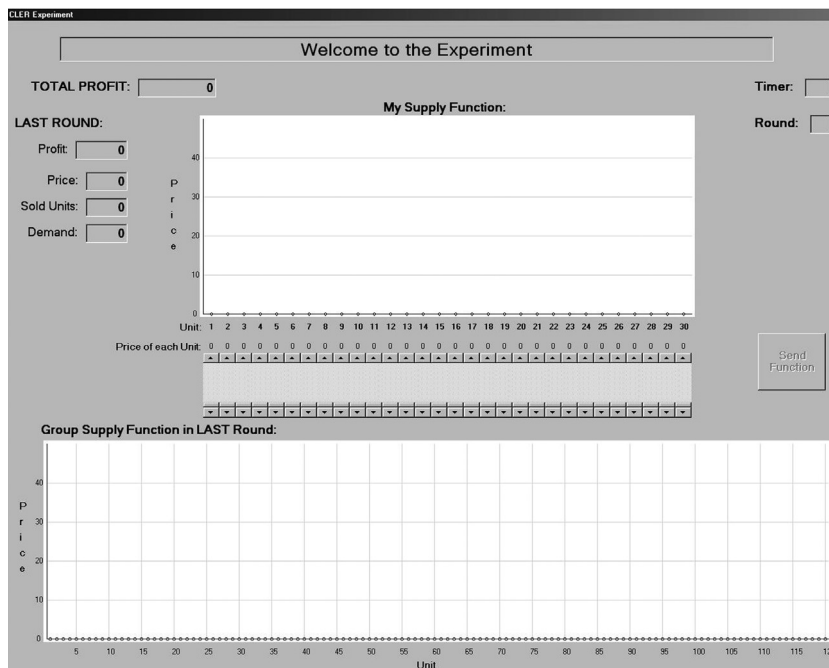 CLER Experiment
Welcome to the Experiment
TOTAL PROFIT: 0
Timer:
My Supply Function:
LAST ROUND:
Round:
Profit: 0
Price: 0
Sold Units: 0
Demand: 0
Price
40
30
20
10
0
Unit: 1 2 3 4 5 6 7 8 9 10 11 12 13 14 15 16 17 18 19 20 21 22 23 24 25 26 27 28 29 30
Price of each Unit: 0 0 0 0 0 0 0 0 0 0 0 0 0 0 0 0 0 0 0 0 0 0 0 0 0 0 0 0 0 0
Send
Function
Group Supply Function in LAST Round:
Price
40
30
20
10
0
5 10 15 20 25 30 35 40 45 50 55 60 65 70 75 80 85 90 95 100 105 110 115
Unit